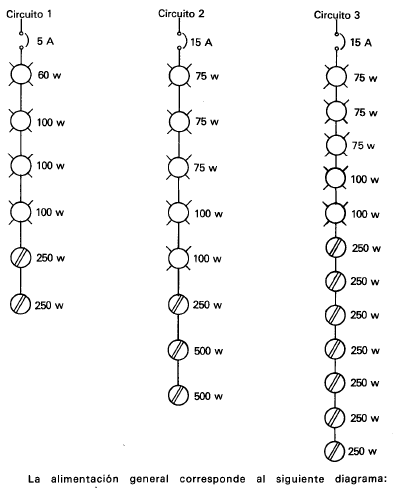 Circuito 1
5 A
60 w
100 w
100 w
100 w
250 w
250 w
Circuito 2
15 A
75 w
75 w
75 w
100 w
100 w
250 w
500 w
500 w
Circuito 3
15 A
75 w
75 w
75 w
100 w
100 w
250 w
250 w
250 w
250 w
250 w
250 w
250 w
La alimentación general corresponde al siguiente diagrama: